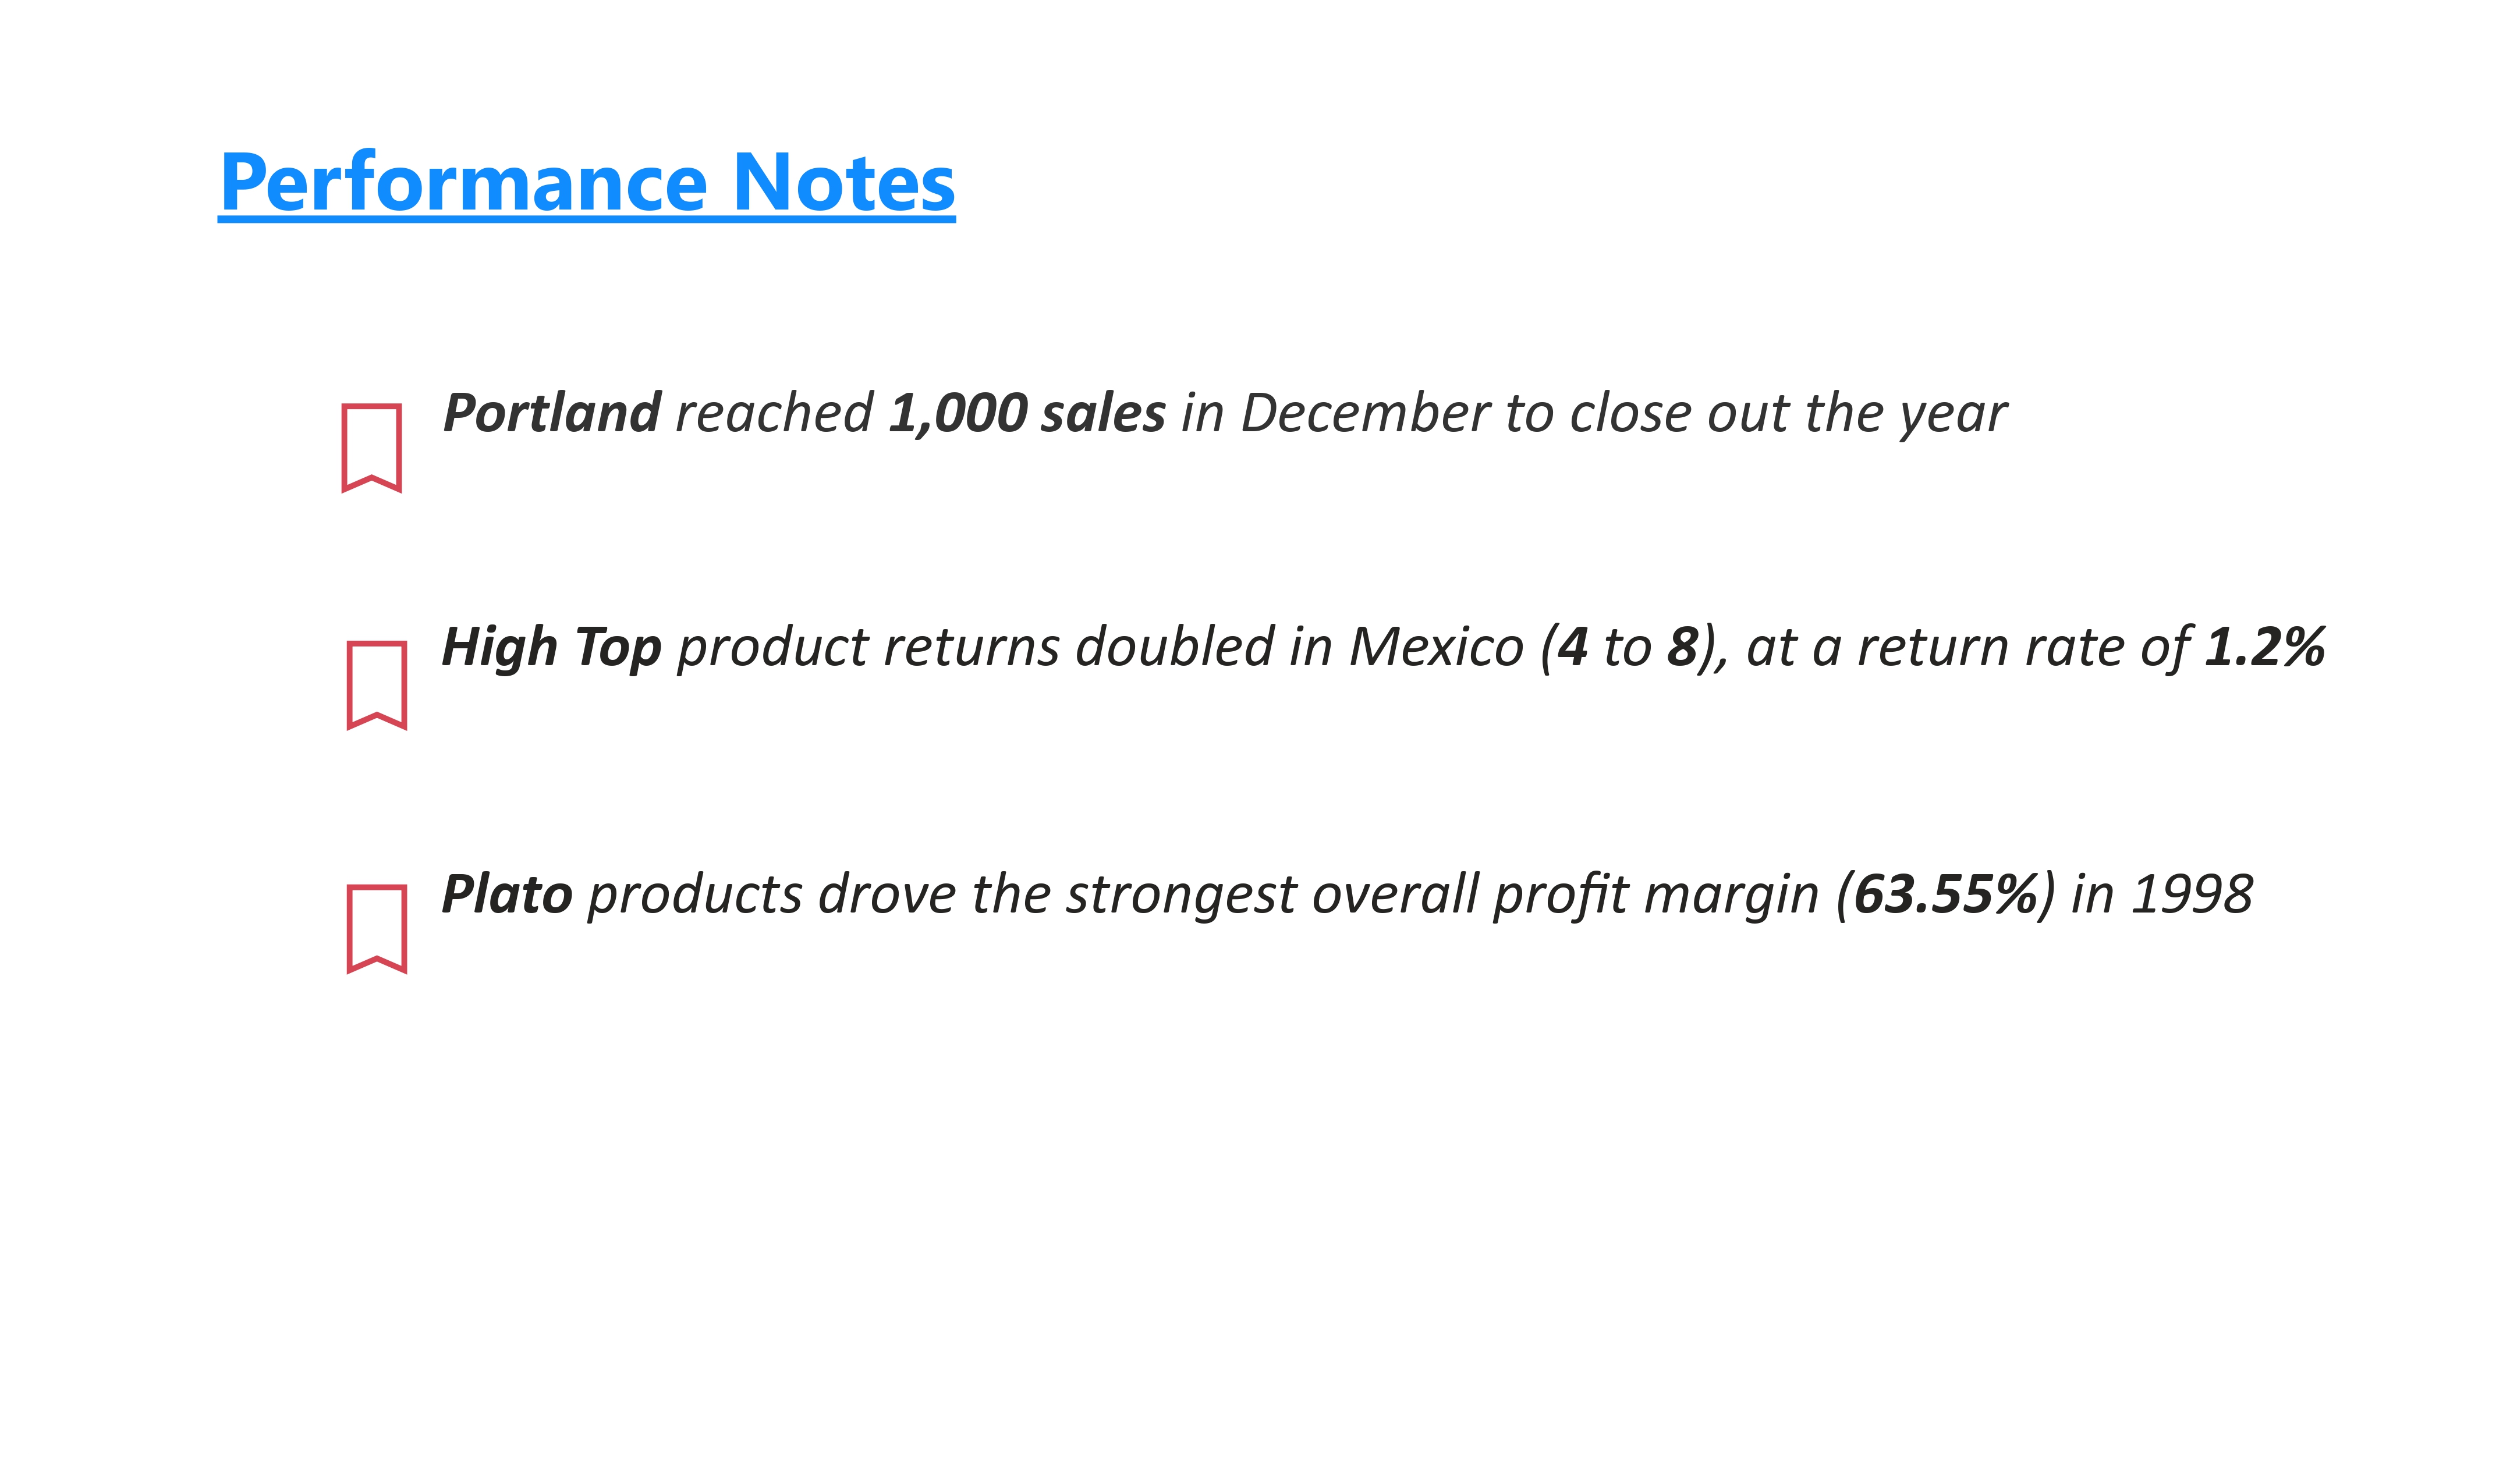 Performance Notes
Portland reached 1,000 sales in December to close out the year
High Top product returns doubled in Mexico (4 to 8), at a return rate of 1.2%
Plato products drove the strongest overall profit margin (63.55%) in 1998